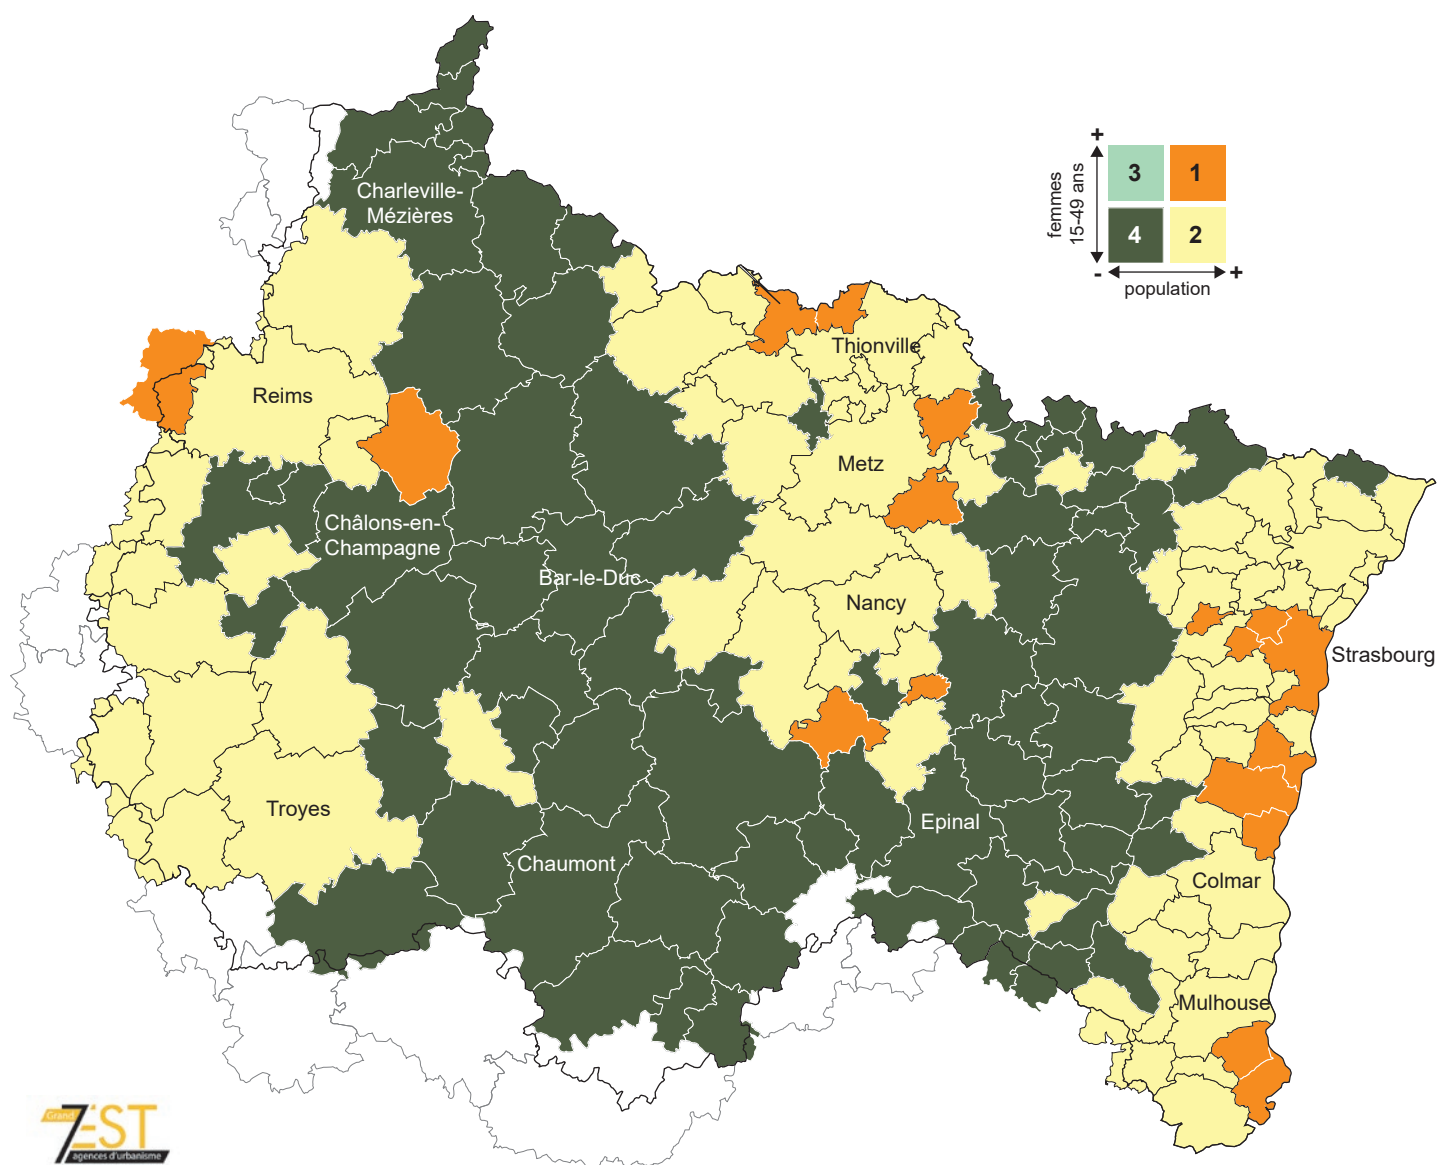 Charleville-
Mézières
+
3
1
femmes
15-49 ans
4
2
-
+
population
Thionville
Reims
Metz
Châlons-en-
Champagne
Bar-le-Duc
Nancy
Strasbourg
Troyes
Epinal
Chaumont
Colmar
Mulhouse
Grand
7EST
agences d'urbanisme